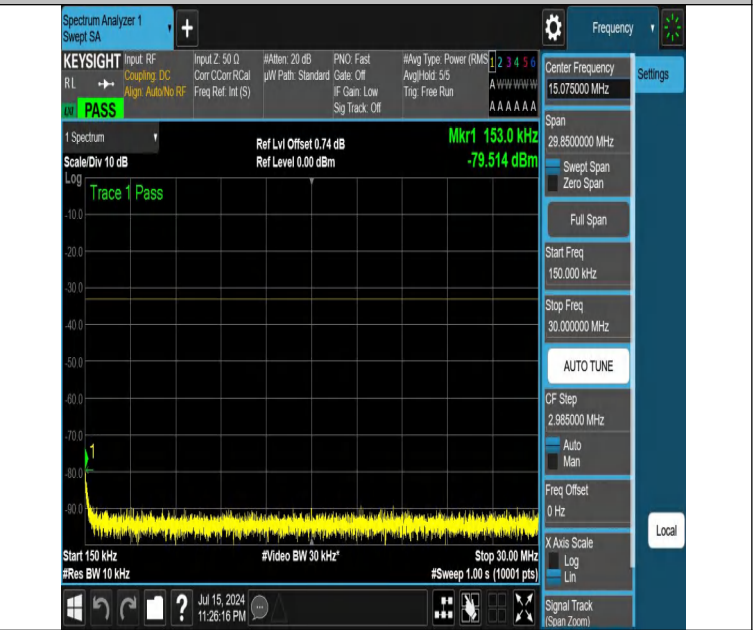 Spectrum Analyzer 1
Swept SA
+
Frequency
KEYSIGHT
RL
PASS
Input: RF
Coupling: DC
Align: Auto/No RF
Input Z: 50 Ω
Corr CCorr RCal
Freq Ref: Int (S)
#Atten: 20 dB
µW Path: Standard
PNO: Fast
Gate: Off
IF Gain: Low
Sig Track: Off
#Avg Type: Power (RMS
Avg|Hold: 5/5
Trig: Free Run
1 2 3 4 5 6
A W W W W W
A A A A A A
1 Spectrum
Scale/Div 10 dB
Ref Lvl Offset 0.74 dB
Ref Level 0.00 dBm
Mkr1 153.0 kHz
-79.514 dBm
Log
Trace 1 Pass
-10.0
-20.0
-30.0
-40.0
-50.0
-60.0
-70.0
-80.0
-90.0
1
Start 150 kHz
#Res BW 10 kHz
#Video BW 30 kHz*
Stop 30.00 MHz
#Sweep 1.00 s (10001 pts)
?
Jul 15, 2024
11:26:16 PM
Center Frequency
15.075000 MHz
Settings
Span
29.8500000 MHz
Swept Span
Zero Span
Full Span
Start Freq
150.000 kHz
Stop Freq
30.000000 MHz
AUTO TUNE
CF Step
2.985000 MHz
Auto
Man
Freq Offset
0 Hz
X Axis Scale
Log
Lin
Local
Signal Track
(Span Zoom)